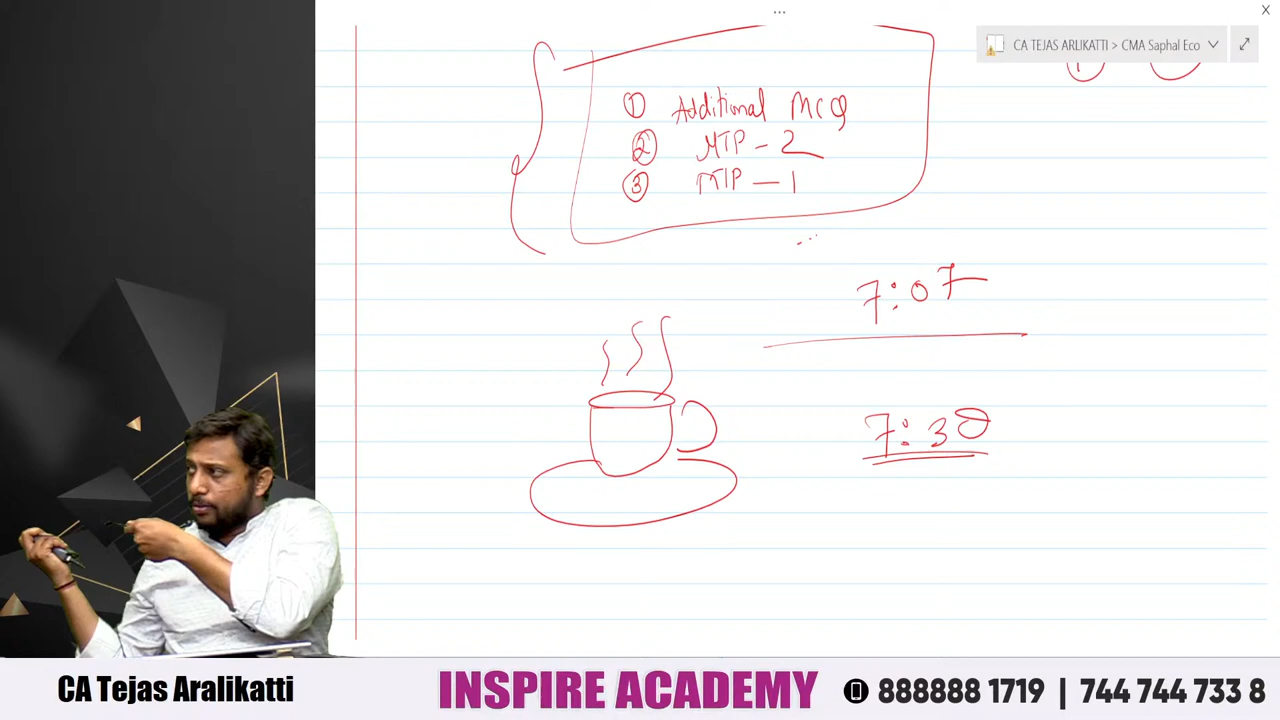 ...
CA TEJAS ARLIKATTI > CMA Saphal Eco
① Additional MCQ
② MTP - 2
③ MTP - 1
7:07
7:30
CA Tejas Aralikatti
INSPIRE ACADEMY
888888 1719 | 744 744 733 8